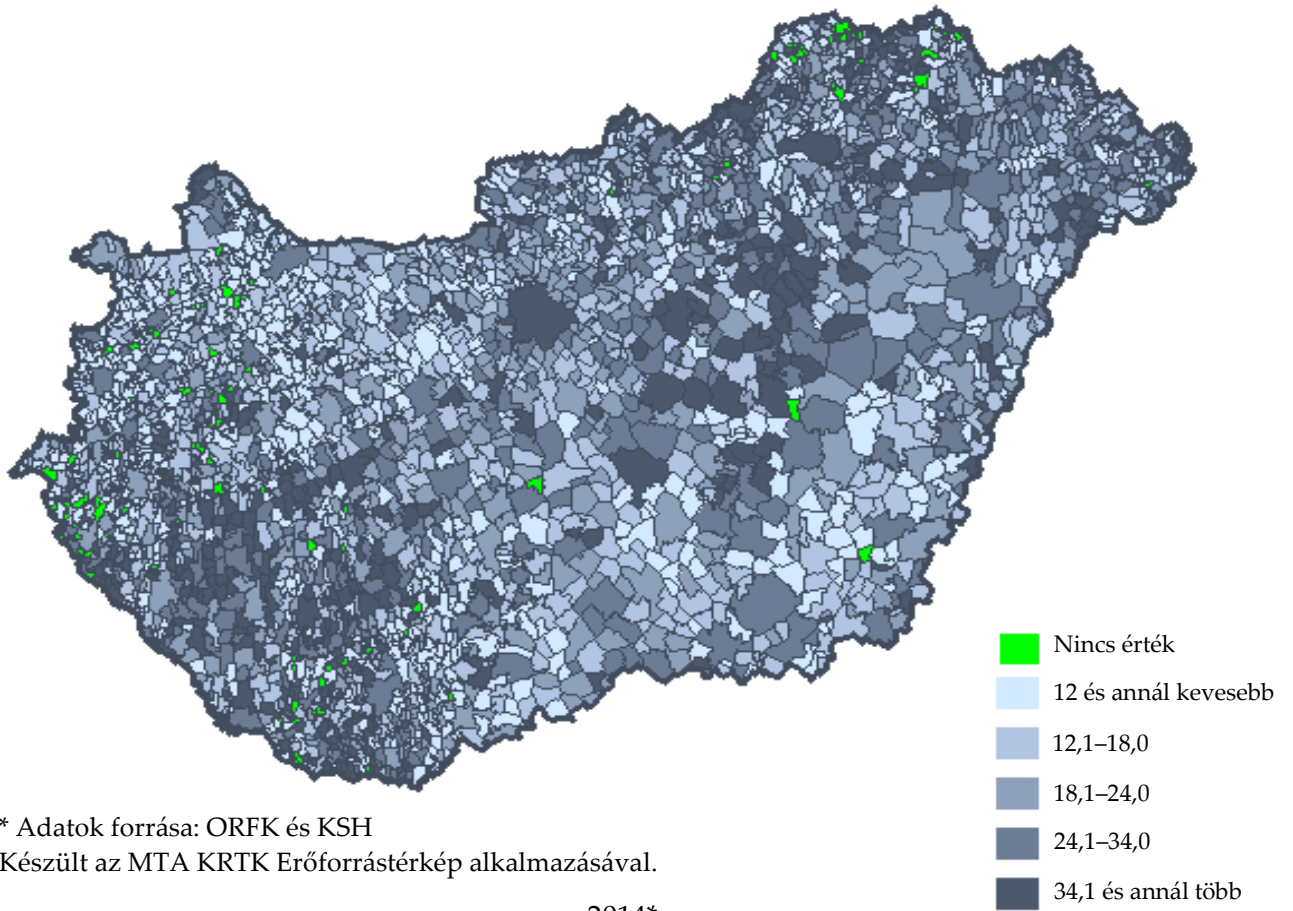 Nincs érték
12 és annál kevesebb
12,1–18,0
18,1–24,0
24,1–34,0
34,1 és annál több
* Adatok forrása: ORFK és KSH
Készült az MTA KRTK Erőforrástérkép alkalmazásával.
2014*